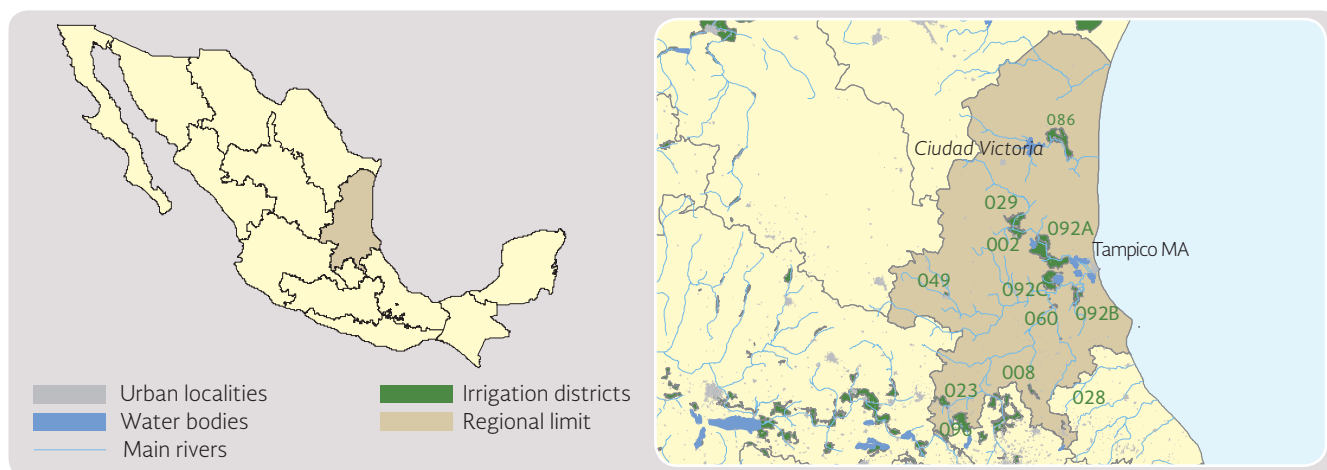 Urban localities
Water bodies
Main rivers
Irrigation districts
Regional limit
086
Ciudad Victoria
029
092A
002
Tampico MA
049
092C
092B
060
008
023
028